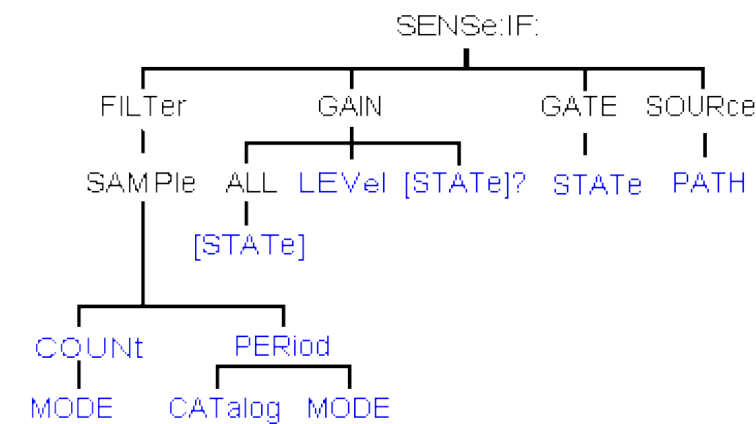 SENSe:IF:
FILTer GAIN GATE SOURce
SAMPle ALL LEVel [STATe]? STATe PATH
[STATe]
COUNt PERiod
MODE CATalog MODE